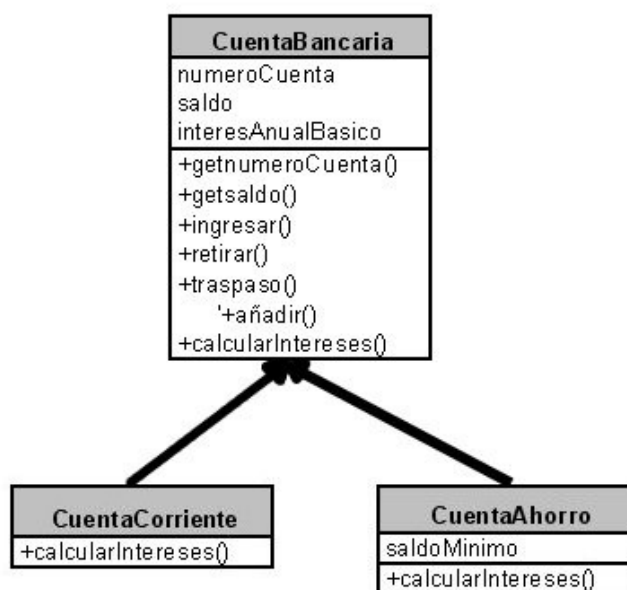 CuentaBancaria
numeroCuenta
saldo
interesAnualBasico
+getnumeroCuenta()
+getsaldo()
+ingresar()
+retirar()
+traspaso()
'+añadir()
+calcularIntereses()
CuentaCorriente
+calcularIntereses()
CuentaAhorro
saldoMinimo
+calcularIntereses()